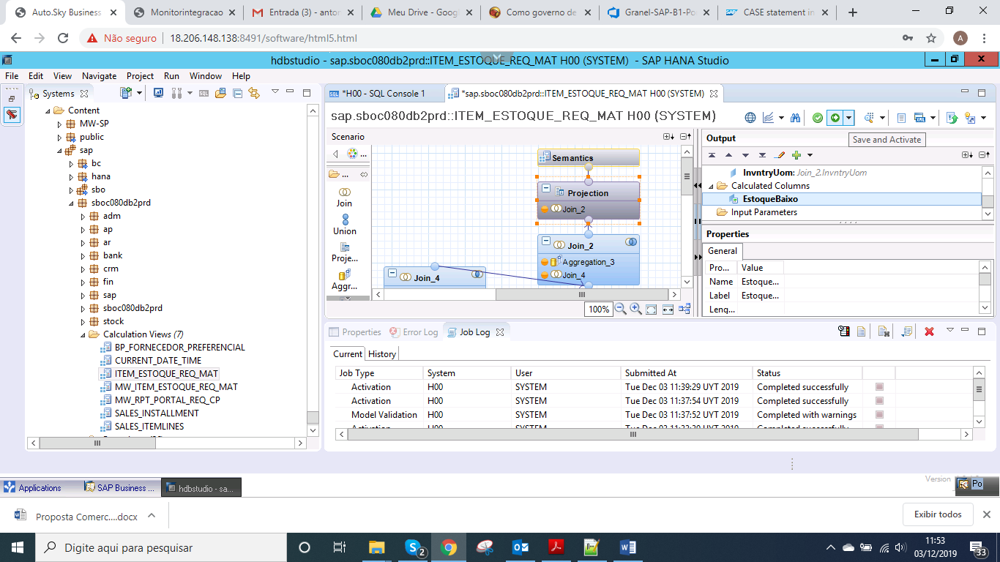 Auto.Sky Business
Monitorintegracao
Entrada (3) - anton
Meu Drive - Goog
Como governo de
Granel-SAP-B1-Po
CASE statement in
Não seguro | 18.206.148.138:8491/software/html5.html
A
hdbstudio - sap.sboc080db2prd::ITEM_ESTOQUE_REQ_MAT H00 (SYSTEM) - SAP HANA Studio
File Edit View Navigate Project Run Window Help
Systems
Content
MW-SP
public
sap
bc
hana
sbo
sboc080db2prd
adm
ap
ar
bank
crm
fin
sap
sboc080db2prd
stock
Calculation Views (7)
BP_FORNECEDOR_PREFERENCIAL
CURRENT_DATE_TIME
ITEM_ESTOQUE_REQ_MAT
MW_ITEM_ESTOQUE_REQ_MAT
MW_RPT_PORTAL_REQ_CP
SALES_INSTALLMENT
SALES_ITEMLINES
*H00 - SQL Console 1
*sap.sboc080db2prd::ITEM_ESTOQUE_REQ_MAT H00 (SYSTEM)
sap.sboc080db2prd::ITEM_ESTOQUE_REQ_MAT H00 (SYSTEM)
Scenario
...
...
Join
Union
Proje...
Aggr...
Semantics
Projection
Join_2
Join_2
Aggregation_3
Join_4
Join_4
100%
Output
Save and Activate
InvntryUom: Join_2.InvntryUom
Calculated Columns
EstoqueBaixo
Input Parameters
Properties
General
Pro... Value
Name Estoque...
Label Estoque...
Leng...
Properties Error Log Job Log
Current History
Job Type System User Submitted At Status
Activation H00 SYSTEM Tue Dec 03 11:39:29 UYT 2019 Completed successfully
Activation H00 SYSTEM Tue Dec 03 11:37:54 UYT 2019 Completed successfully
Model Validation H00 SYSTEM Tue Dec 03 11:37:52 UYT 2019 Completed with warnings
Applications
SAP Business ...
hdbstudio - sa...
Version
Po
Proposta Comerc....docx
Exibir todos
Digite aqui para pesquisar
2
11:53
03/12/2019
33